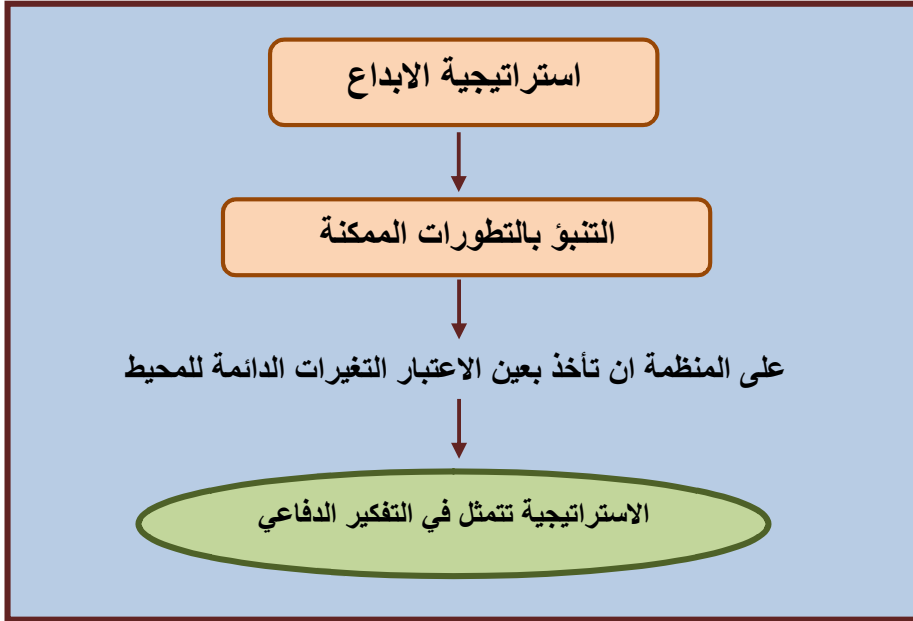 استراتيجية الابداع
التنبؤ بالتطورات الممكنة
على المنظمة ان تأخذ بعين الاعتبار التغيرات الدائمة للمحيط
الاستراتيجية تتمثل في التفكير الدفاعي